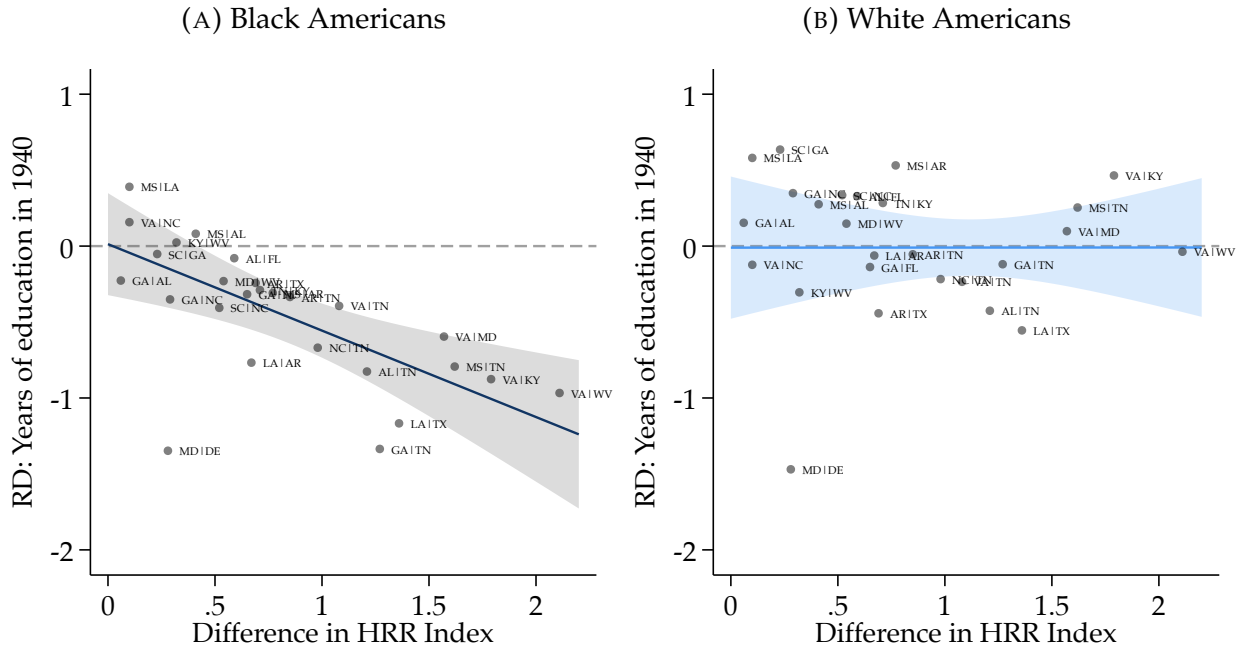 (A) Black Americans
RD: Years of education in 1940
1
0
-1
-2
MS|LA
VA|NC
MS|AL
KY|WV
SC|GA
AL|FL
GA|AL
MD|WV
AR|TX
GA|NC
AR|TN
SC|NC
VA|TN
VA|MD
NC|TN
LA|AR
AL|TN
MS|TN
VA|KY
VA|WV
LA|TX
GA|TN
MD|DE
0
.5
1
1.5
2
Difference in HRR Index
(B) White Americans
RD: Years of education in 1940
1
0
-1
-2
SC|GA
MS|LA
MS|AR
VA|KY
GA|NC
SC|NC
AL|FL
TN|KY
MS|AL
MS|TN
GA|AL
MD|WV
VA|MD
VA|WV
LA|AR
AR|TN
VA|NC
GA|FL
GA|TN
NC|TN
VA|TN
KY|WV
AR|TX
AL|TN
LA|TX
MD|DE
0
.5
1
1.5
2
Difference in HRR Index